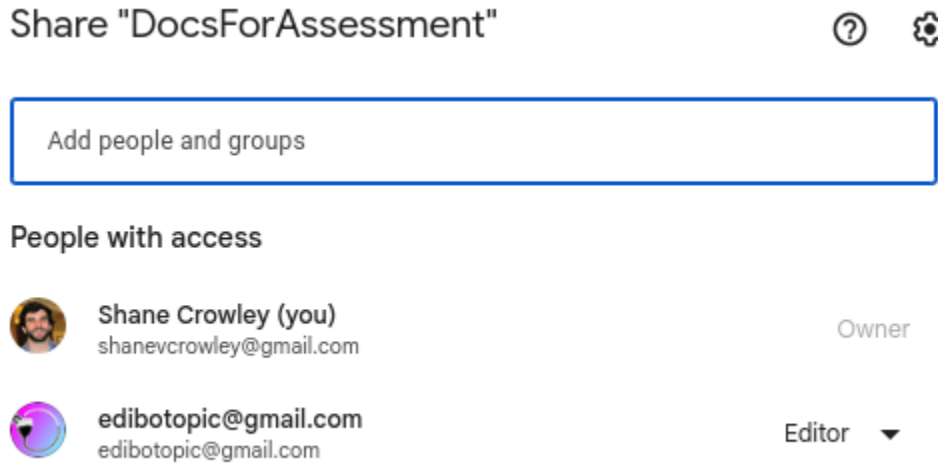 Share "DocsForAssessment"
Add people and groups
People with access
Shane Crowley (you)
shanevcrowley@gmail.com
Owner
edibotopic@gmail.com
edibotopic@gmail.com
Editor